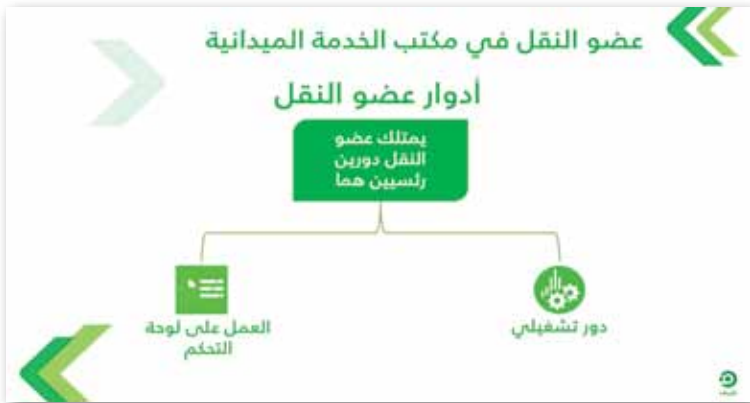 عضو النقل في مكتب الخدمة الميدانية
أدوار عضو النقل
يمتلك عضو
النقل دورين
رئسيين هما
دور تشغيلي
العمل على لوحة
التحكم